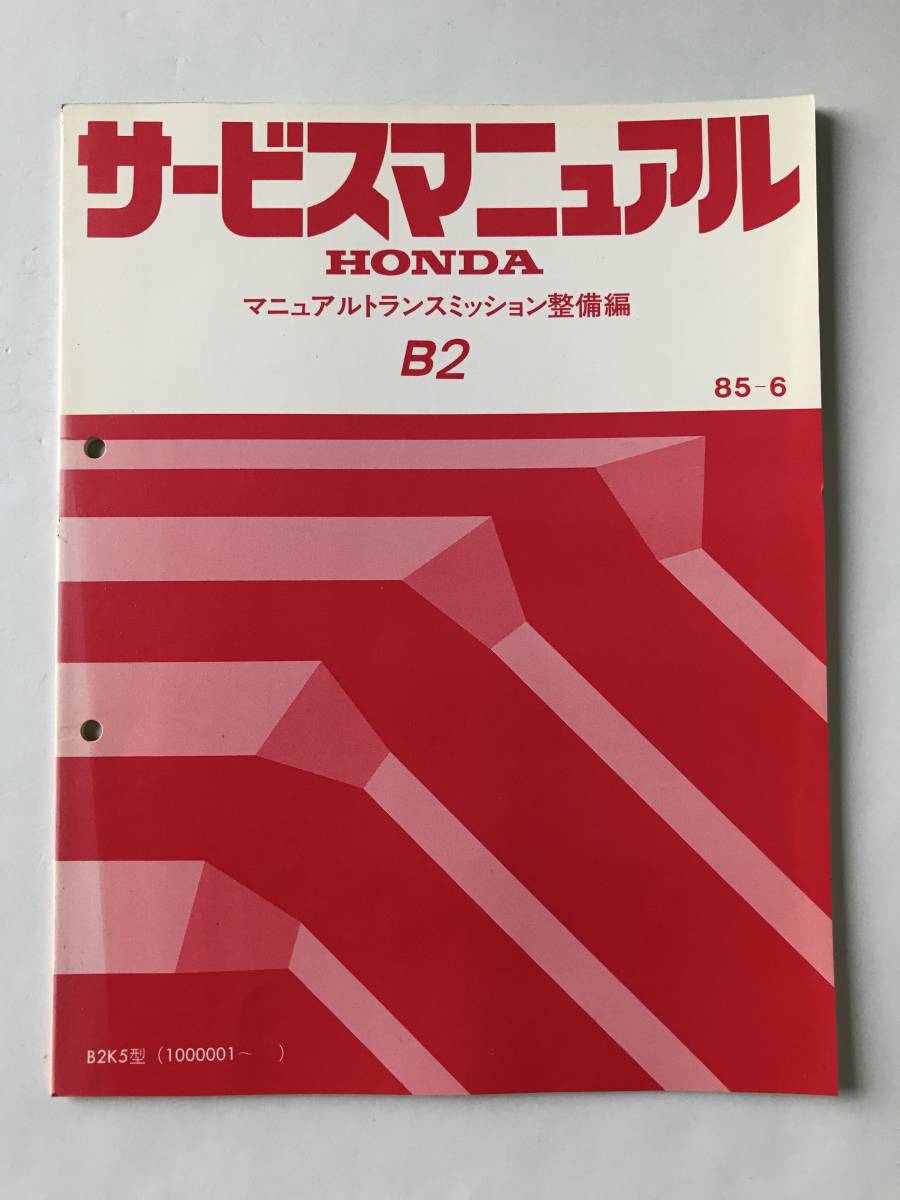 サービスマニュアル
HONDA
マニュアルトランスミッション整備編
B2
85-6
B2K5型 (1000001~ )